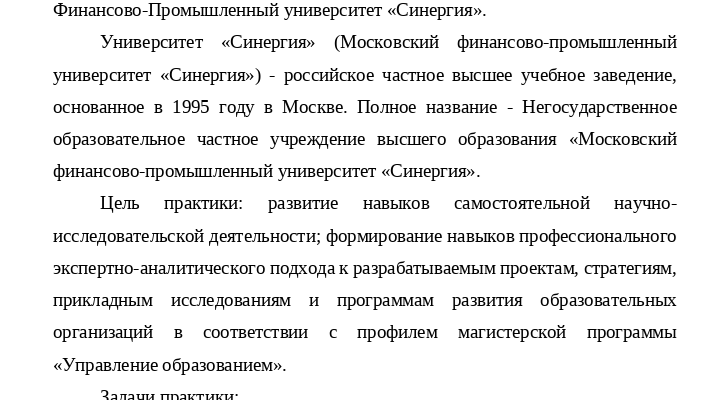 Финансово-Промышленный университет «Синергия».
Университет «Синергия» (Московский финансово-промышленный
университет «Синергия») - российское частное высшее учебное заведение,
основанное в 1995 году в Москве. Полное название - Негосударственное
образовательное частное учреждение высшего образования «Московский
финансово-промышленный университет «Синергия».
Цель практики: развитие навыков самостоятельной научно-
исследовательской деятельности; формирование навыков профессионального
экспертно-аналитического подхода к разрабатываемым проектам, стратегиям,
прикладным исследованиям и программам развития образовательных
организаций в соответствии с профилем магистерской программы
«Управление образованием».
Задачи практики: